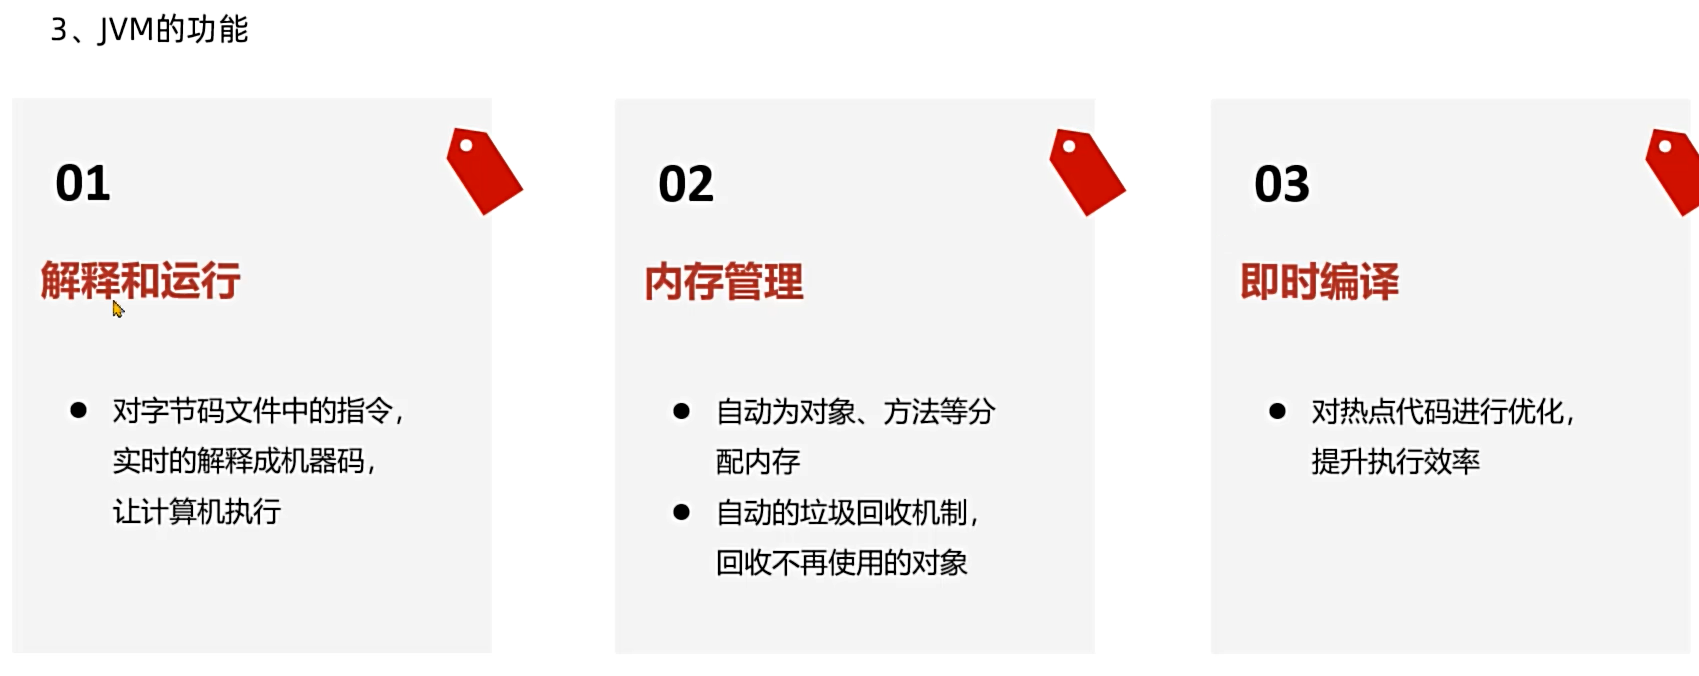 3、JVM的功能
01
解释和运行
● 对字节码文件中的指令,
实时的解释成机器码,
让计算机执行
02
内存管理
● 自动为对象、方法等分
配内存
● 自动的垃圾回收机制,
回收不再使用的对象
03
即时编译
● 对热点代码进行优化,
提升执行效率